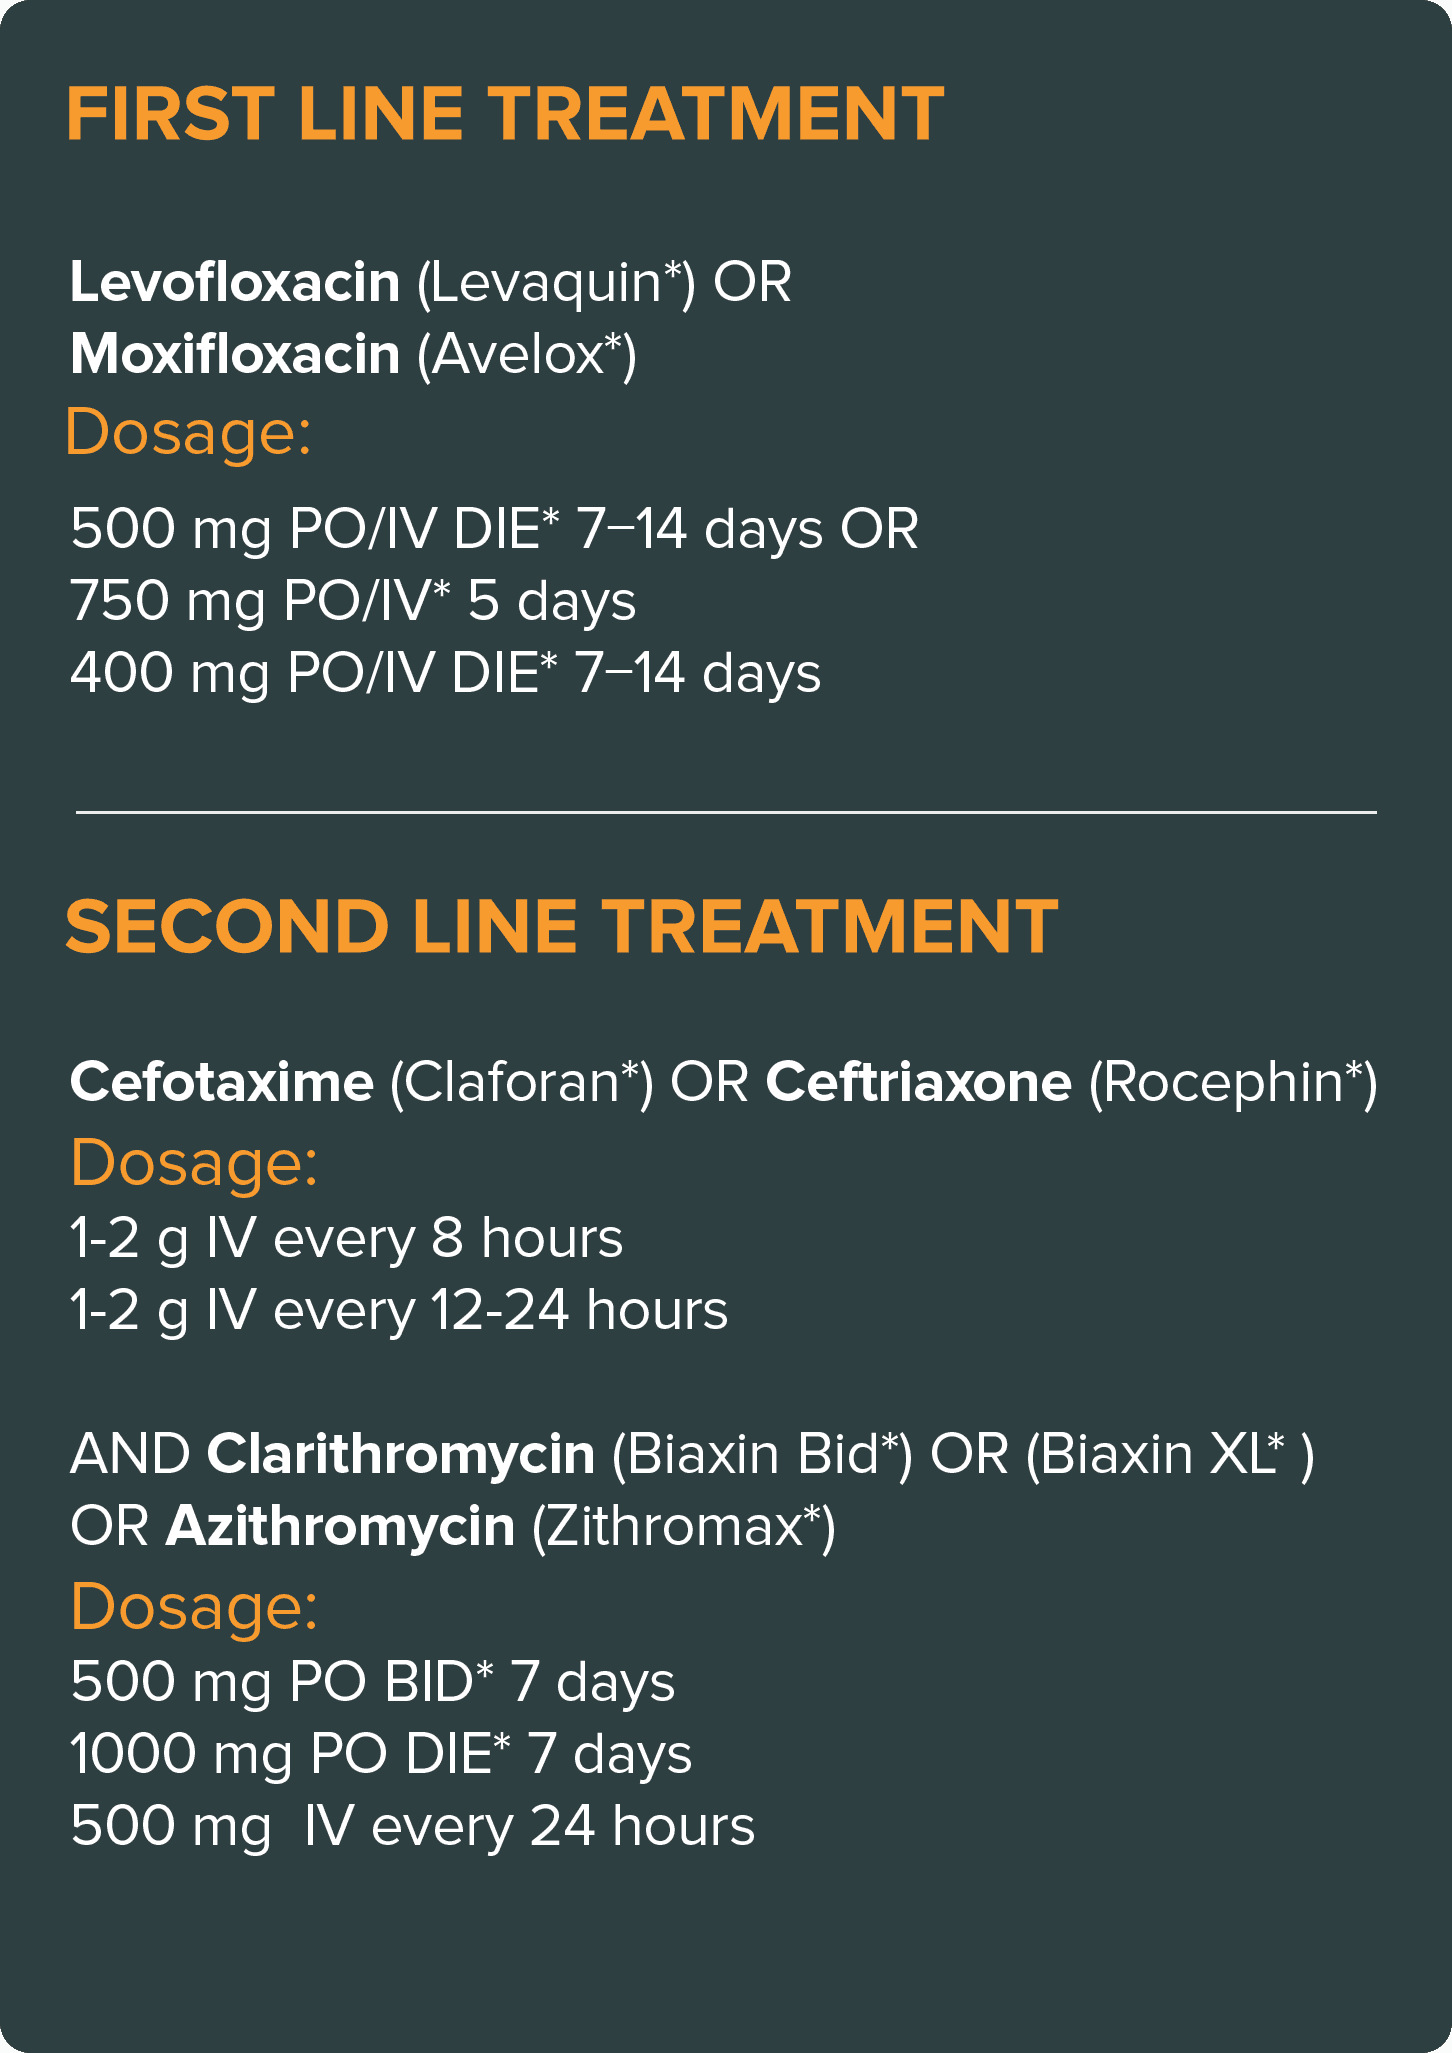 FIRST LINE TREATMENT
Levofloxacin (Levaquin*) OR
Moxifloxacin (Avelox*)
Dosage:
500 mg PO/IV DIE* 7–14 days OR
750 mg PO/IV* 5 days
400 mg PO/IV DIE* 7–14 days
SECOND LINE TREATMENT
Cefotaxime (Claforan*) OR Ceftriaxone (Rocephin*)
Dosage:
1-2 g IV every 8 hours
1-2 g IV every 12-24 hours
AND Clarithromycin (Biaxin Bid*) OR (Biaxin XL* )
OR Azithromycin (Zithromax*)
Dosage:
500 mg PO BID* 7 days
1000 mg PO DIE* 7 days
500 mg  IV every 24 hours